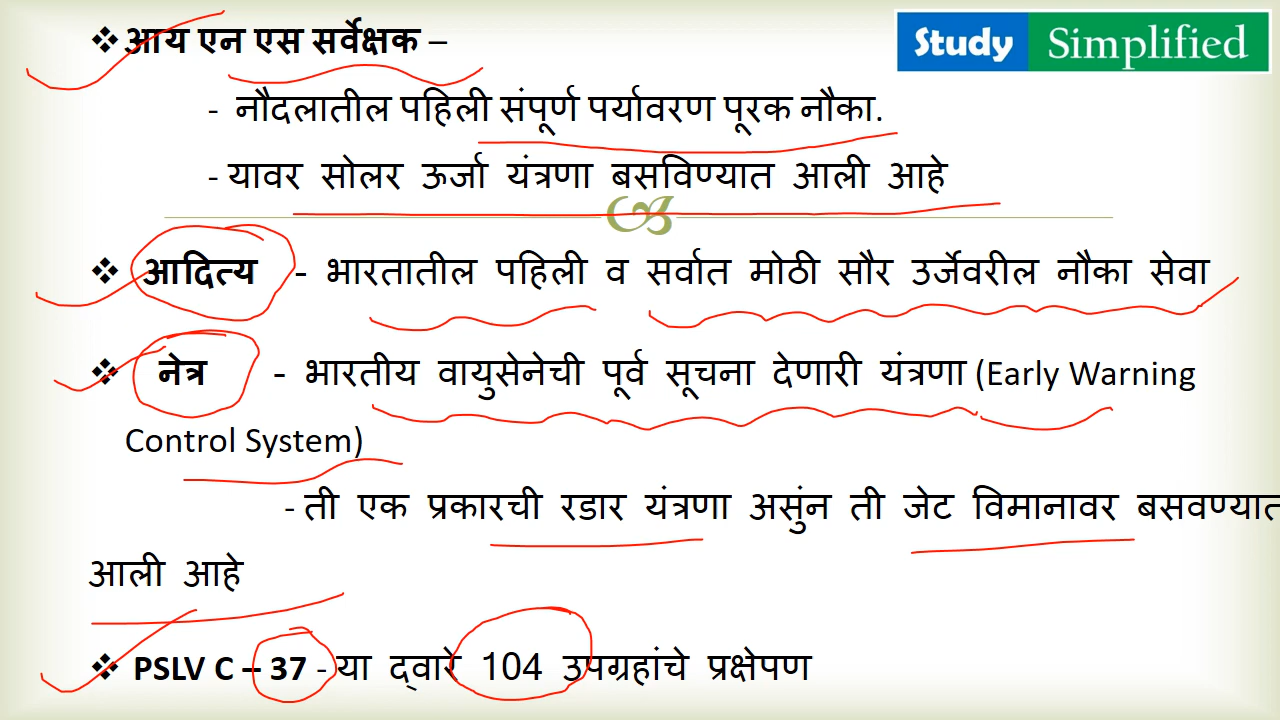 ❖ आय एन एस सर्वेक्षक –
Study Simplified
- नौदलातील पहिली संपूर्ण पर्यावरण पूरक नौका.
- यावर सोलर ऊर्जा यंत्रणा बसविण्यात आली आहे
❖ आदित्य - भारतातील पहिली व सर्वात मोठी सौर उर्जेवरील नौका सेवा
❖ नेत्र - भारतीय वायुसेनेची पूर्व सूचना देणारी यंत्रणा (Early Warning
Control System)
- ती एक प्रकारची रडार यंत्रणा असुंन ती जेट विमानावर बसवण्यात
आली आहे
❖ PSLV C – 37 - या द्वारे 104 उपग्रहांचे प्रक्षेपण